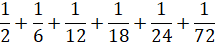 1/2 + 1/6 + 1/12 + 1/18 + 1/24 + 1/72